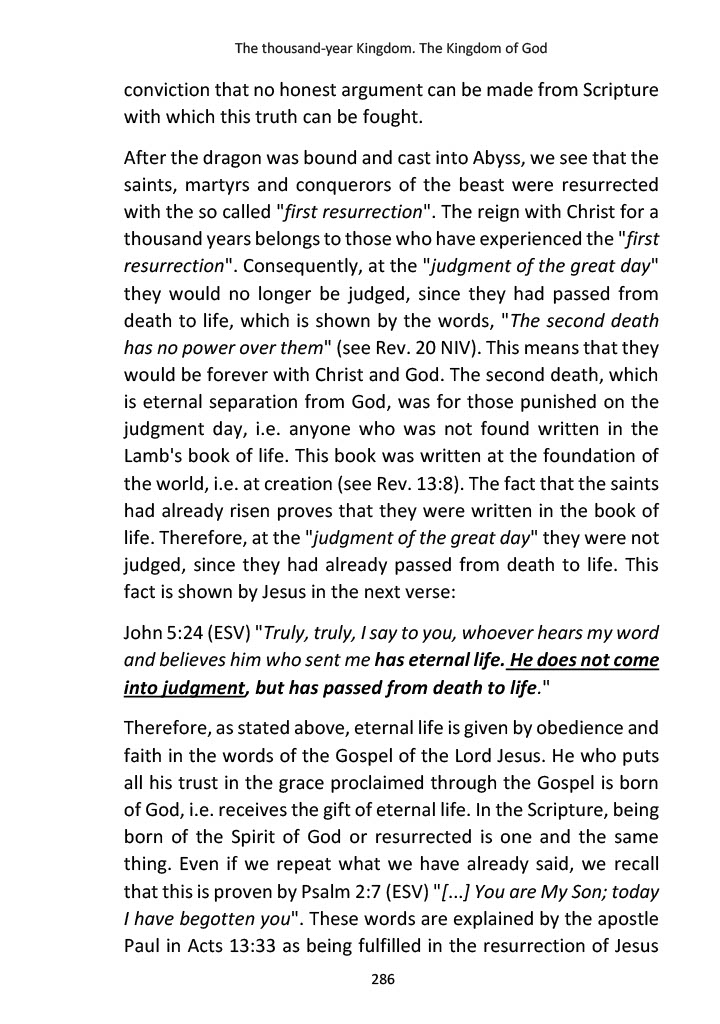 The thousand-year Kingdom. The Kingdom of God
conviction that no honest argument can be made from Scripture
with which this truth can be fought.
After the dragon was bound and cast into Abyss, we see that the
saints, martyrs and conquerors of the beast were resurrected
with the so called "first resurrection". The reign with Christ for a
thousand years belongs to those who have experienced the "first
resurrection". Consequently, at the "judgment of the great day"
they would no longer be judged, since they had passed from
death to life, which is shown by the words, "The second death
has no power over them" (see Rev. 20 NIV). This means that they
would be forever with Christ and God. The second death, which
is eternal separation from God, was for those punished on the
judgment day, i.e. anyone who was not found written in the
Lamb's book of life. This book was written at the foundation of
the world, i.e. at creation (see Rev. 13:8). The fact that the saints
had already risen proves that they were written in the book of
life. Therefore, at the "judgment of the great day" they were not
judged, since they had already passed from death to life. This
fact is shown by Jesus in the next verse:
John 5:24 (ESV) "Truly, truly, I say to you, whoever hears my word
and believes him who sent me has eternal life. He does not come
into judgment, but has passed from death to life."
Therefore, as stated above, eternal life is given by obedience and
faith in the words of the Gospel of the Lord Jesus. He who puts
all his trust in the grace proclaimed through the Gospel is born
of God, i.e. receives the gift of eternal life. In the Scripture, being
born of the Spirit of God or resurrected is one and the same
thing. Even if we repeat what we have already said, we recall
that this is proven by Psalm 2:7 (ESV) "[...] You are My Son; today
I have begotten you". These words are explained by the apostle
Paul in Acts 13:33 as being fulfilled in the resurrection of Jesus
286